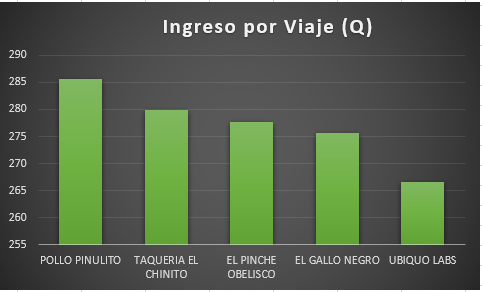 Ingreso por Viaje (Q)
290
285
280
275
270
265
260
255
POLLO PINULITO
TAQUERIA EL
CHINITO
EL PINCHE
OBELISCO
EL GALLO NEGRO
UBIQUO LABS